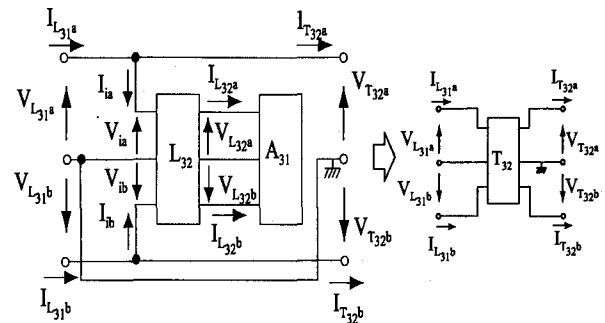 I_L31a
I_T32a
I_ia
I_L32a
V_L31a
V_ia
L_32
V_L32a
A_31
V_T32a
V_L31b
V_ib
V_L32b
I_ib
I_L32b
V_T32b
I_L31b
I_T32b
I_L31a
I_T32a
V_L31a
T_32
V_T32a
V_L31b
V_T32b
I_L31b
I_T32b